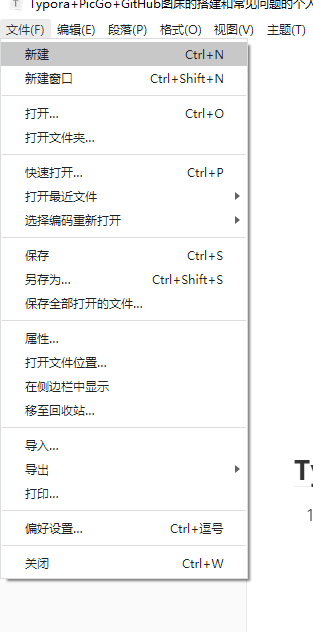 Typora+PicGo+GitHub图床的搭建和常见问题的个人
文件(F) 编辑(E) 段落(P) 格式(O) 视图(V) 主题(T)
新建 Ctrl+N
新建窗口 Ctrl+Shift+N
打开... Ctrl+O
打开文件夹...
快速打开... Ctrl+P
打开最近文件
选择编码重新打开
保存 Ctrl+S
另存为... Ctrl+Shift+S
保存全部打开的文件...
属性...
打开文件位置...
在侧边栏中显示
移至回收站...
导入...
导出
打印...
偏好设置... Ctrl+逗号
关闭 Ctrl+W
Ty
1